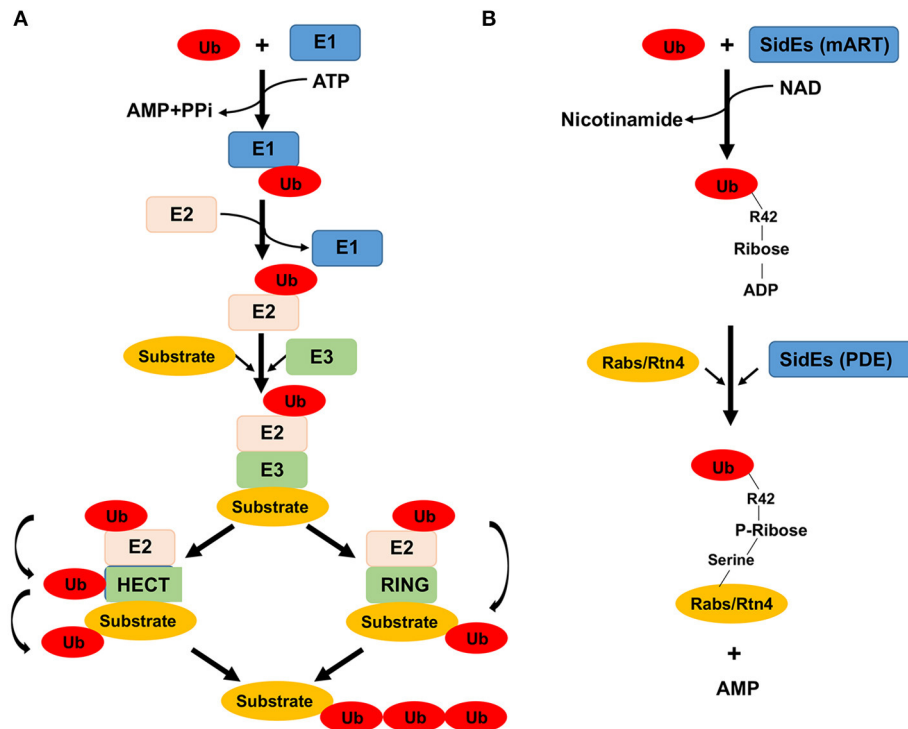 A
Ub + E1
ATP
AMP+PPi
E1
Ub
E2
E1
Ub
E2
Substrate
E3
Ub
E2
E3
Substrate
Ub
E2
Ub
HECT
Substrate
Ub
Ub
E2
RING
Substrate
Ub
Substrate
Ub Ub Ub
B
Ub + SidEs (mART)
NAD
Nicotinamide
Ub
R42
Ribose
ADP
Rabs/Rtn4
SidEs (PDE)
Ub
R42
P-Ribose
Serine
Rabs/Rtn4
+
AMP